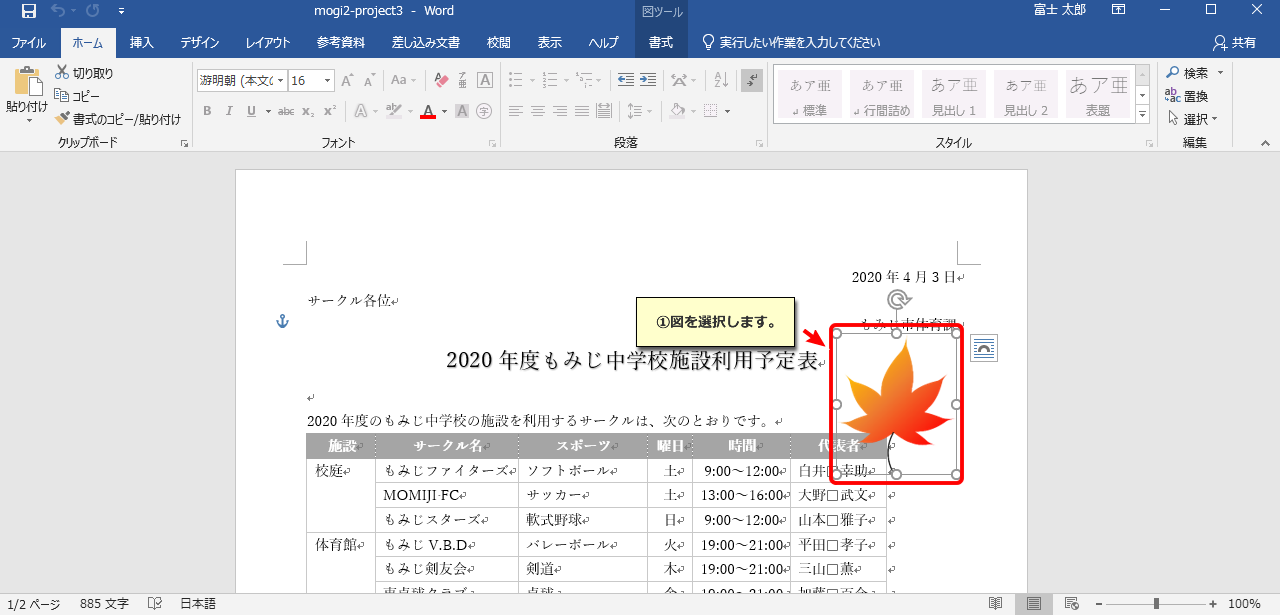 mogi2-project3 - Word
図ツール
富士 太郎
ファイル ホーム 挿入 デザイン レイアウト 参考資料 差し込み文書 校閲 表示 ヘルプ 書式 実行したい作業を入力してください 共有
貼り付け
切り取り
コピー
書式のコピー/貼り付け
クリップボード
游明朝 (本文の 16
フォント
段落
あア亜 あア亜 あア亜 あア亜 あア亜
標準 行間詰め 見出し 1 見出し 2 表題
スタイル
検索
置換
選択
編集
2020 年 4 月 3 日
サークル各位
もみじ市体育課
①図を選択します。
2020 年度もみじ中学校施設利用予定表
2020 年度のもみじ中学校の施設を利用するサークルは、次のとおりです。
施設 サークル名 スポーツ 曜日 時間 代表者
校庭 もみじファイターズ ソフトボール 土 9:00～12:00 白井□幸助
MOMIJI-FC サッカー 土 13:00～16:00 大野□武文
もみじスターズ 軟式野球 日 9:00～12:00 山本□雅子
体育館 もみじ V.B.D バレーボール 火 19:00～21:00 平田□孝子
もみじ剣友会 剣道 木 19:00～21:00 三山□薫
1/2 ページ 885 文字 日本語 100%